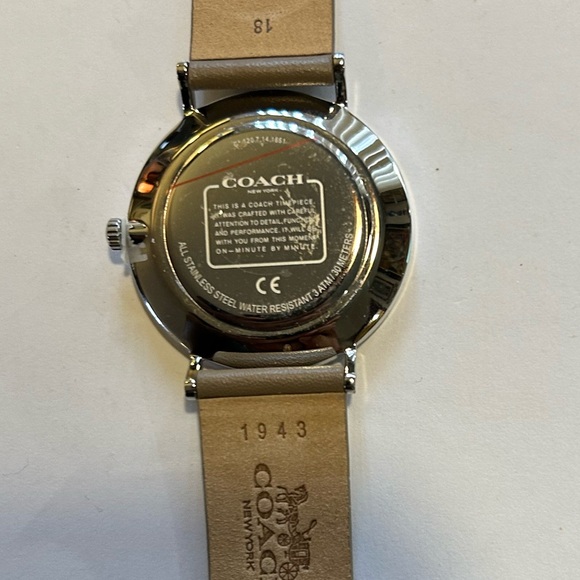 18
COACH
NEW YORK
THIS IS A COACH TIMEPIECE.
IT WAS CRAFTED WITH CAREFUL
ATTENTION TO DETAIL, FUNCTION
AND PERFORMANCE. IT WILL BE
WITH YOU FROM THIS MOMENT
ON-MINUTE BY MINUTE.
CE
ALL STAINLESS STEEL WATER RESISTANT 3 ATM/30 METERS
1943
COACH
NEW YORK